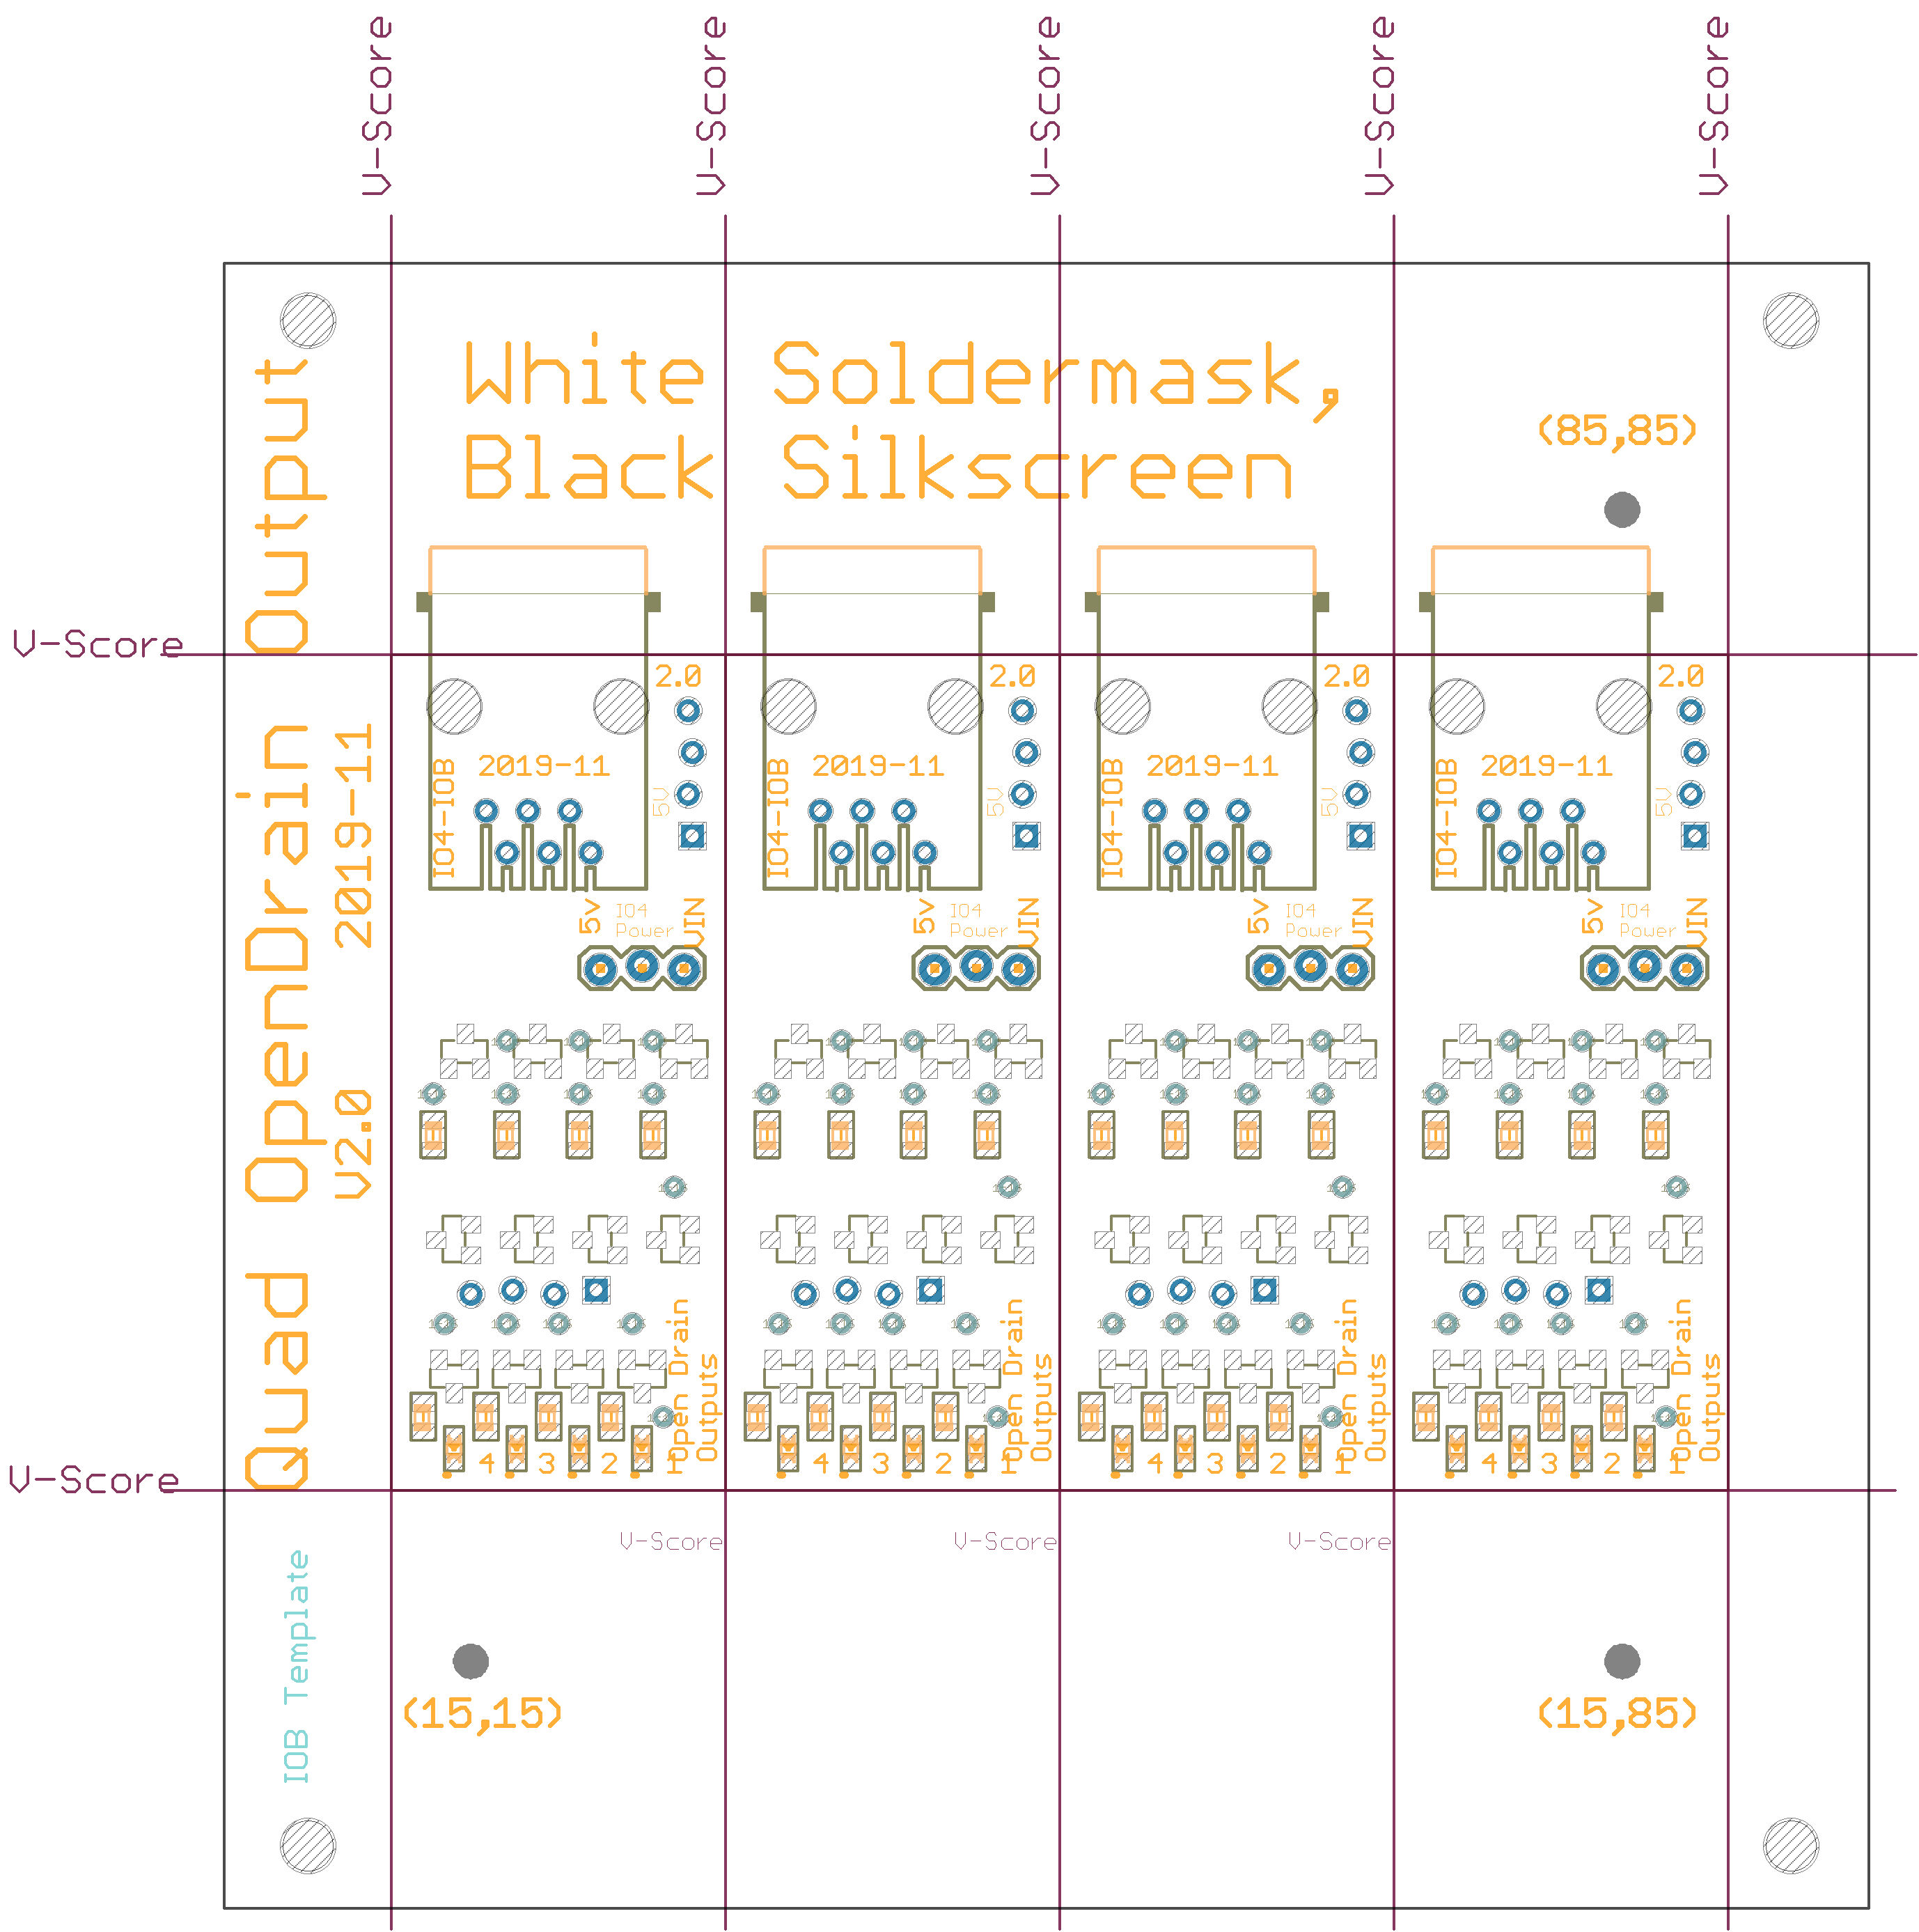 V-Score
V-Score
V-Score
V-Score
V-Score
White Soldermask,
Black Silkscreen
(85,85)
Output
V-Score
Quad OpenDrain
v2.0 2019-11
2.0
2019-11
IO4-IOB
5V
5v
IO4
Power
VIN
2.0
2019-11
IO4-IOB
5V
5v
IO4
Power
VIN
2.0
2019-11
IO4-IOB
5V
5v
IO4
Power
VIN
2.0
2019-11
IO4-IOB
5V
5v
IO4
Power
VIN
Open Drain
Outputs
4 3 2 1
Open Drain
Outputs
4 3 2 1
Open Drain
Outputs
4 3 2 1
Open Drain
Outputs
4 3 2 1
V-Score
V-Score
V-Score
V-Score
IOB Template
(15,15)
(15,85)